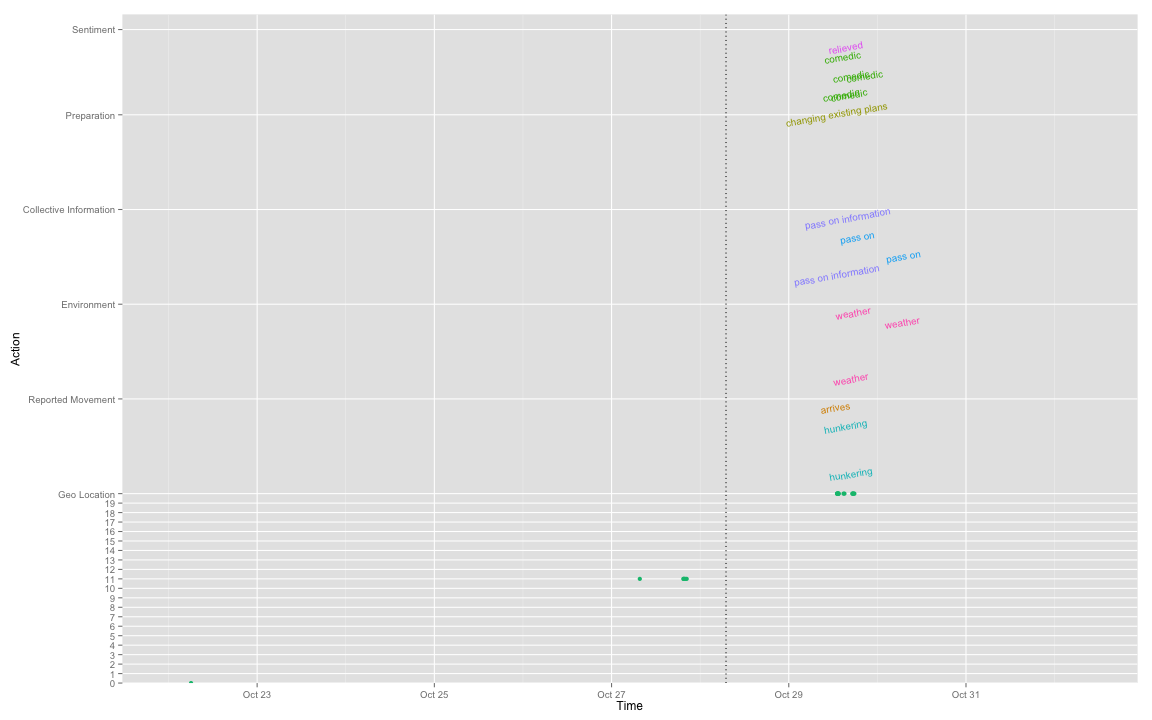 Sentiment
relieved
comedic
comedic
comedic
comedic
comedic
Preparation
changing existing plans
Collective Information
pass on information
pass on
pass on
pass on information
Environment
weather
weather
weather
Reported Movement
arrives
hunkering
hunkering
Geo Location
19
18
17
16
15
14
13
12
11
10
9
8
7
6
5
4
3
2
1
0
Action
Oct 23
Oct 25
Oct 27
Oct 29
Oct 31
Time